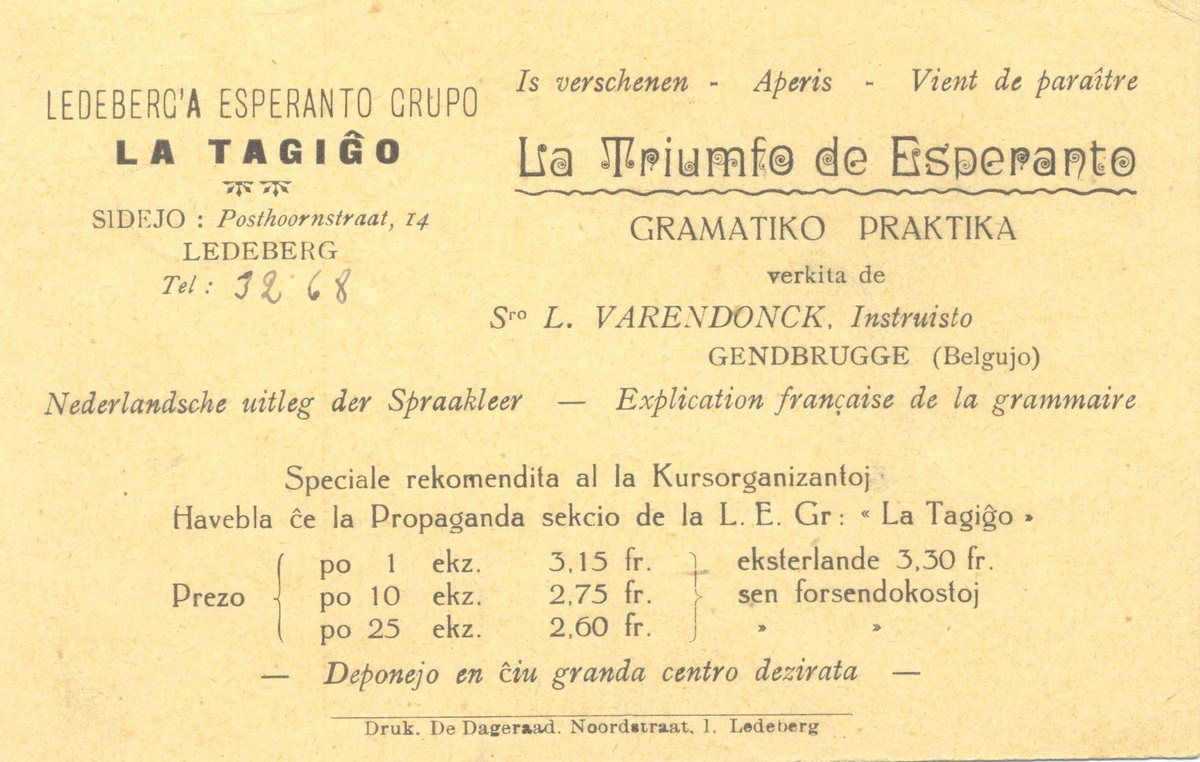 LEDEBERG'A ESPERANTO GRUPO
LA TAGIĜO
SIDEJO : Posthoornstraat, 14
LEDEBERG
Tel : 32 68
Is verschenen - Aperis - Vient de paraître
La Triumfo de Esperanto
GRAMATIKO PRAKTIKA
verkita de
Sro L. VARENDONCK, Instruisto
GENDBRUGGE (Belgujo)
Nederlandsche uitleg der Spraakleer — Explication française de la grammaire
Speciale rekomendita al la Kursorganizantoj
Havebla ĉe la Propaganda sekcio de la L. E. Gr : « La Tagiĝo »
po 1 ekz. 3,15 fr. eksterlande 3,30 fr.
Prezo po 10 ekz. 2,75 fr. sen forsendokostoj
po 25 ekz. 2,60 fr. » »
— Deponejo en ĉiu granda centro dezirata —
Druk. De Dageraad. Noordstraat, 1. Ledeberg